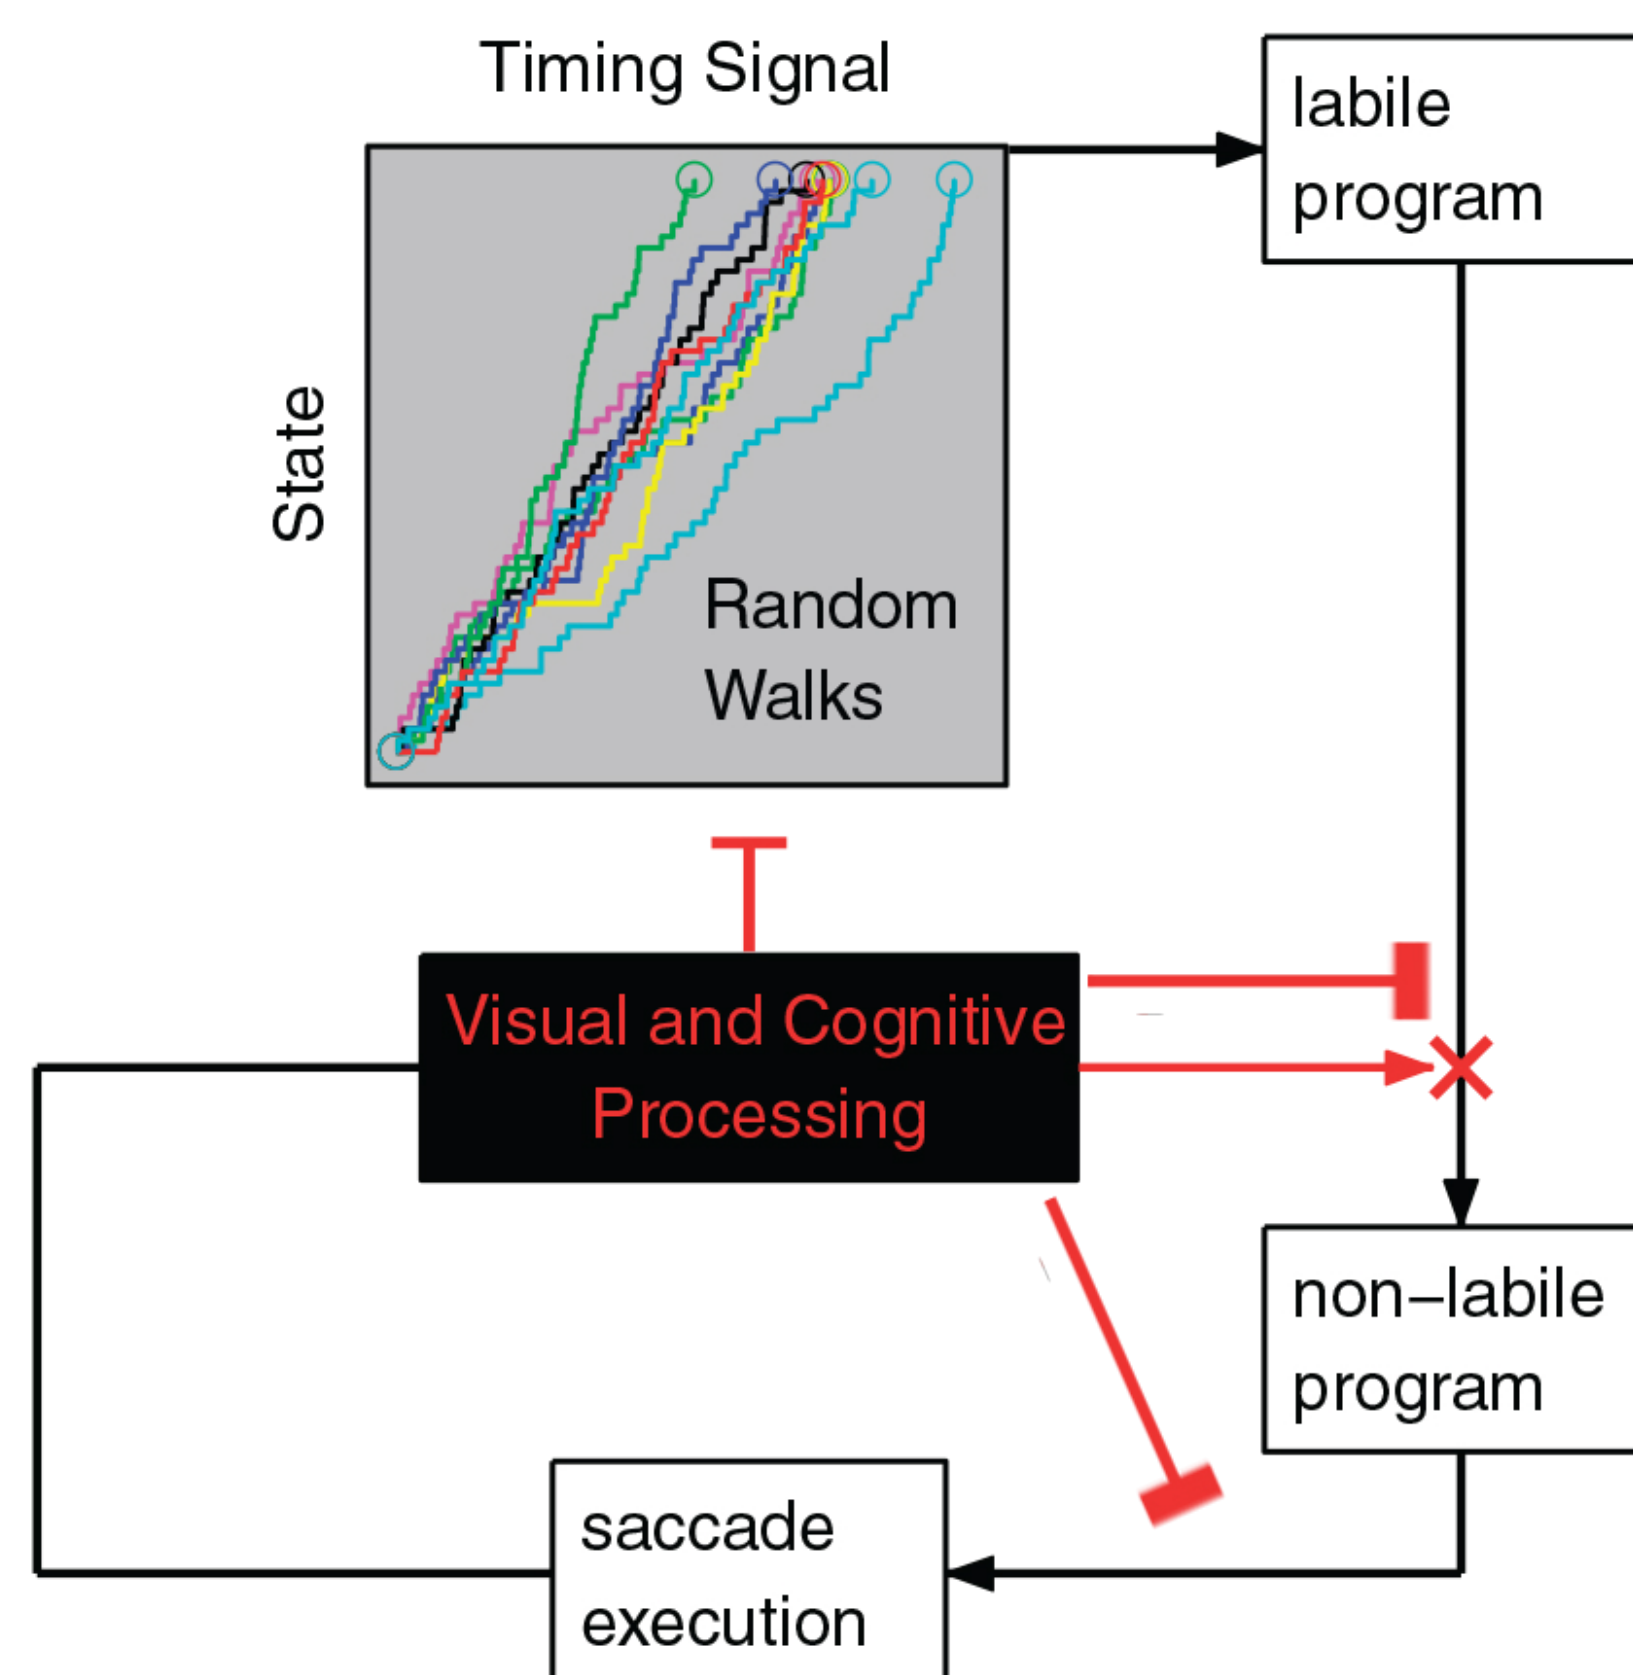 Timing Signal
labile
program
State
Random
Walks
Visual and Cognitive
Processing
non–labile
program
saccade
execution